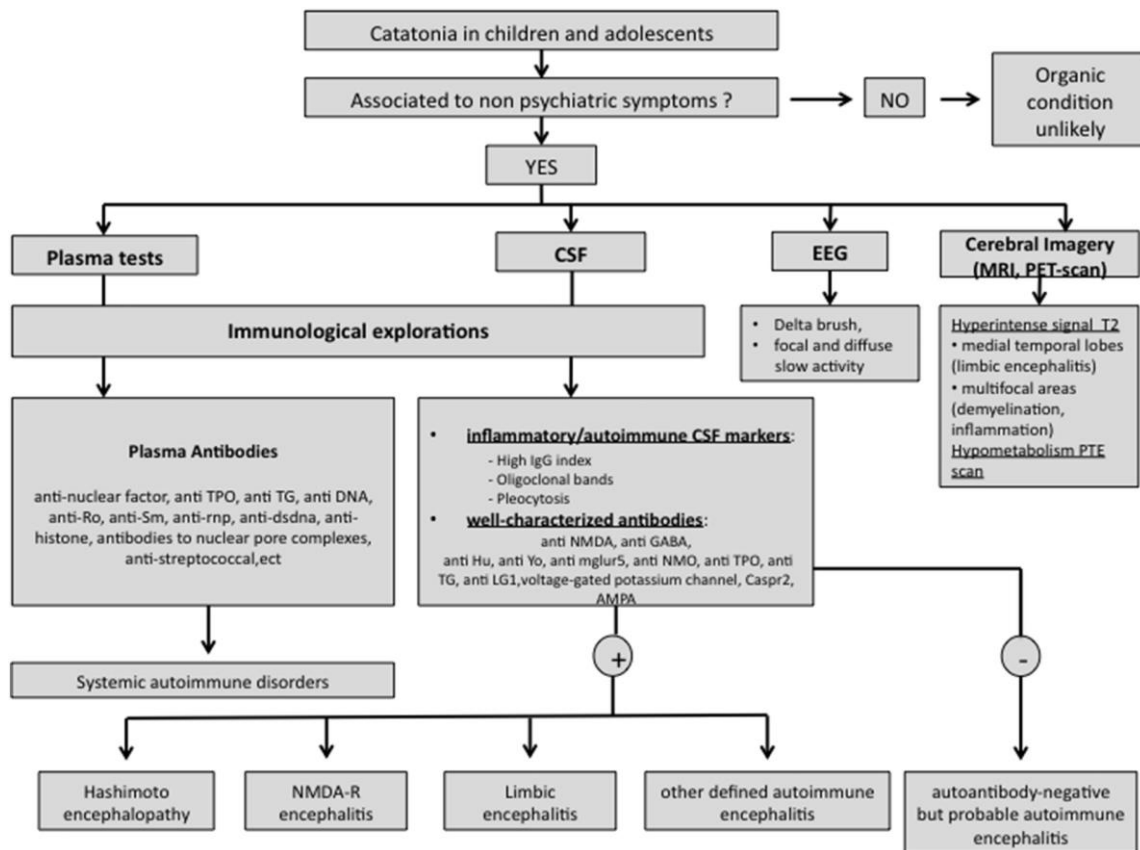 Catatonia in children and adolescents
Associated to non psychiatric symptoms ?
NO
Organic
condition
unlikely
YES
Plasma tests
CSF
EEG
Cerebral Imagery
(MRI, PET-scan)
Immunological explorations
• Delta brush,
• focal and diffuse
slow activity
Hyperintense signal T2
• medial temporal lobes
(limbic encephalitis)
• multifocal areas
(demyelination,
inflammation)
Hypometabolism PTE
scan
Plasma Antibodies
anti-nuclear factor, anti TPO, anti TG, anti DNA,
anti-Ro, anti-Sm, anti-rnp, anti-dsdna, anti-
histone, antibodies to nuclear pore complexes,
anti-streptococcal,ect
• inflammatory/autoimmune CSF markers:
- High IgG index
- Oligoclonal bands
- Pleocytosis
• well-characterized antibodies:
anti NMDA, anti GABA,
anti Hu, anti Yo, anti mglur5, anti NMO, anti TPO, anti
TG, anti LG1,voltage-gated potassium channel, Caspr2,
AMPA
+
-
Systemic autoimmune disorders
Hashimoto
encephalopathy
NMDA-R
encephalitis
Limbic
encephalitis
other defined autoimmune
encephalitis
autoantibody-negative
but probable autoimmune
encephalitis